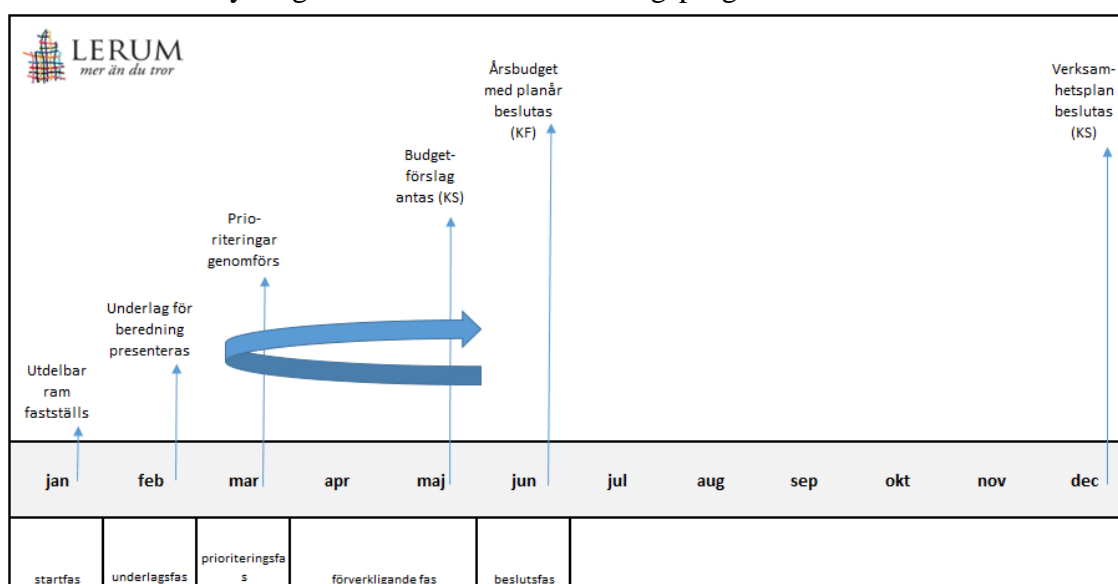 LERUM
mer än du tror
Årsbudget
med planår
beslutas
(KF)
Verksam-
hetsplan
beslutas
(KS)
Budget-
förslag
antas (KS)
Prio-
riteringar
genomförs
Underlag för
beredning
presenteras
Utdelbar
ram
fastställs
jan feb mar apr maj jun jul aug sep okt nov dec
startfas
underlagsfas
prioriteringsfa
s
förverkligande fas
beslutsfas